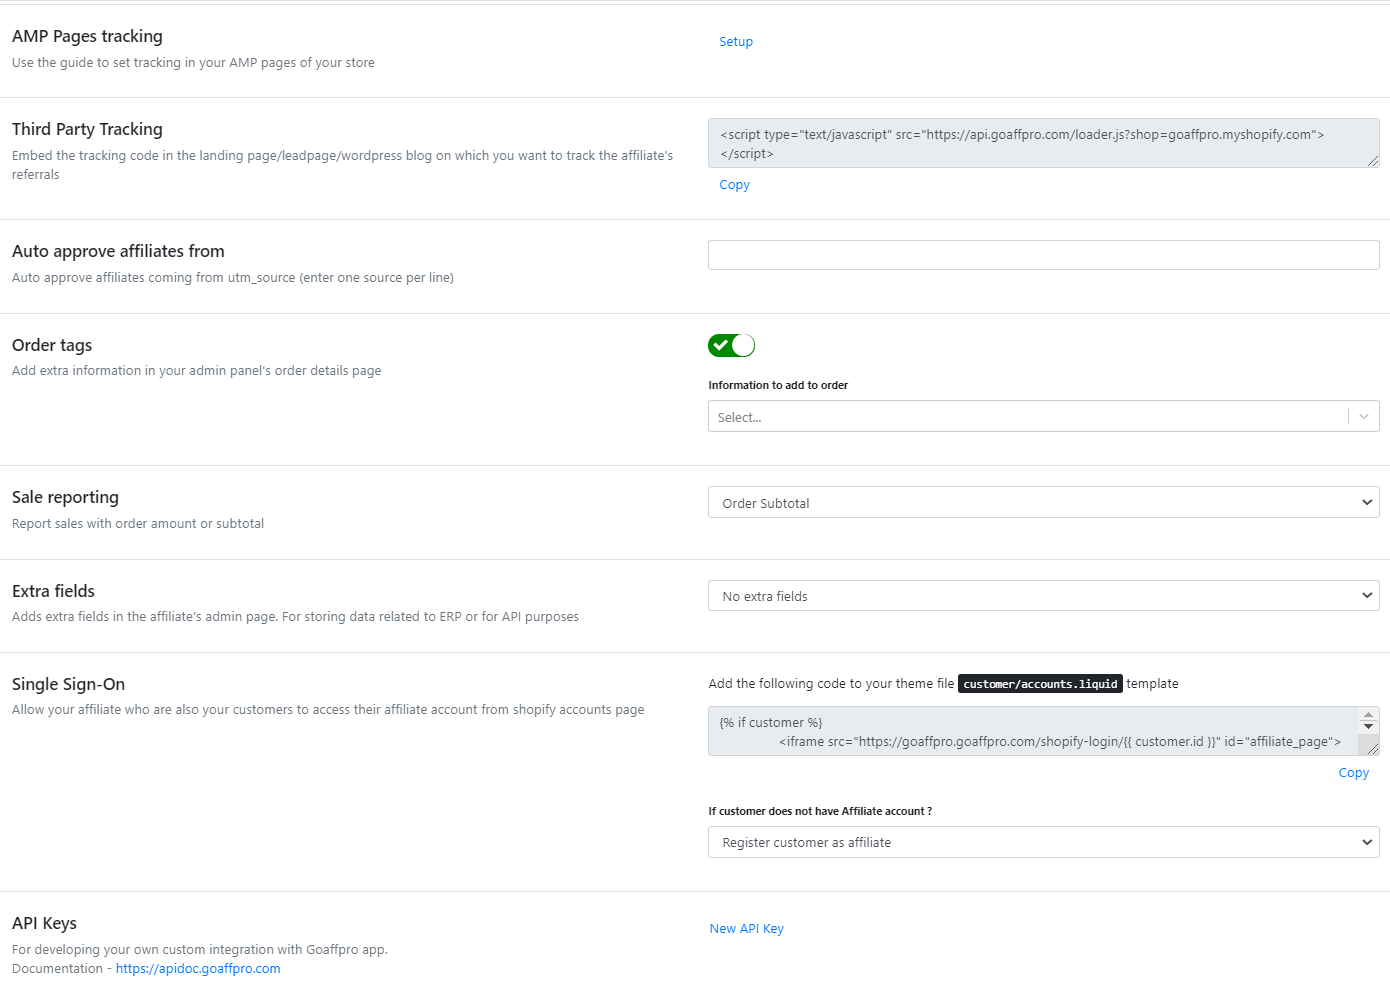 AMP Pages tracking
Use the guide to set tracking in your AMP pages of your store
Setup
Third Party Tracking
Embed the tracking code in the landing page/leadpage/wordpress blog on which you want to track the affiliate's
referrals
<script type="text/javascript" src="https://api.goaffpro.com/loader.js?shop=goaffpro.myshopify.com">
</script>
Copy
Auto approve affiliates from
Auto approve affiliates coming from utm_source (enter one source per line)
Order tags
Add extra information in your admin panel's order details page
Information to add to order
Select...
Sale reporting
Report sales with order amount or subtotal
Order Subtotal
Extra fields
Adds extra fields in the affiliate's admin page. For storing data related to ERP or for API purposes
No extra fields
Single Sign-On
Allow your affiliate who are also your customers to access their affiliate account from shopify accounts page
Add the following code to your theme file customer/accounts.liquid template
{% if customer %}
<iframe src="https://goaffpro.goaffpro.com/shopify-login/{{ customer.id }}" id="affiliate_page">
Copy
If customer does not have Affiliate account ?
Register customer as affiliate
API Keys
For developing your own custom integration with Goaffpro app.
Documentation - https://apidoc.goaffpro.com
New API Key